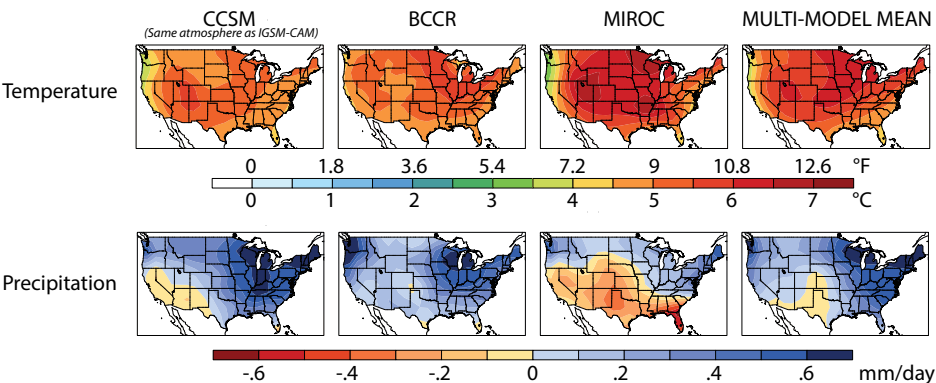 CCSM BCCR MIROC MULTI-MODEL MEAN
(Same atmosphere as IGSM-CAM)
Temperature
0 1.8 3.6 5.4 7.2 9 10.8 12.6 °F
0 1 2 3 4 5 6 7 °C
Precipitation
-.6 -.4 -.2 0 .2 .4 .6 mm/day